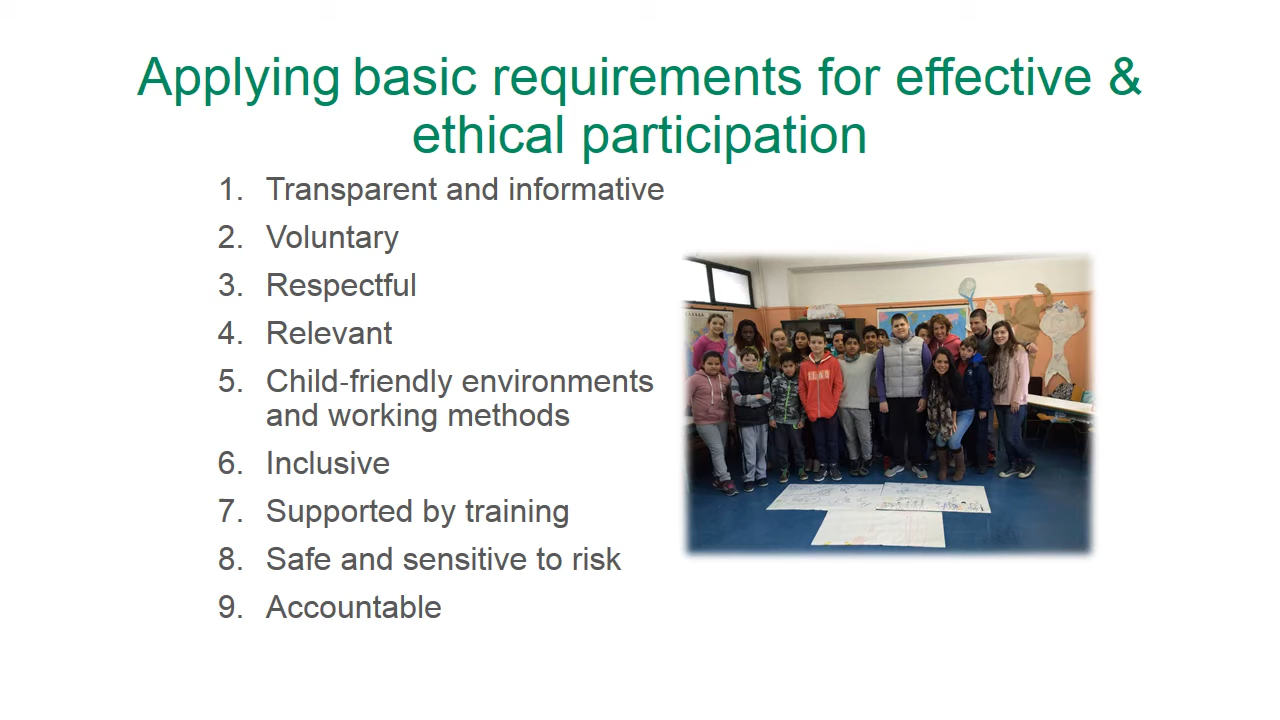 Applying basic requirements for effective &
ethical participation
1. Transparent and informative
2. Voluntary
3. Respectful
4. Relevant
5. Child-friendly environments
and working methods
6. Inclusive
7. Supported by training
8. Safe and sensitive to risk
9. Accountable